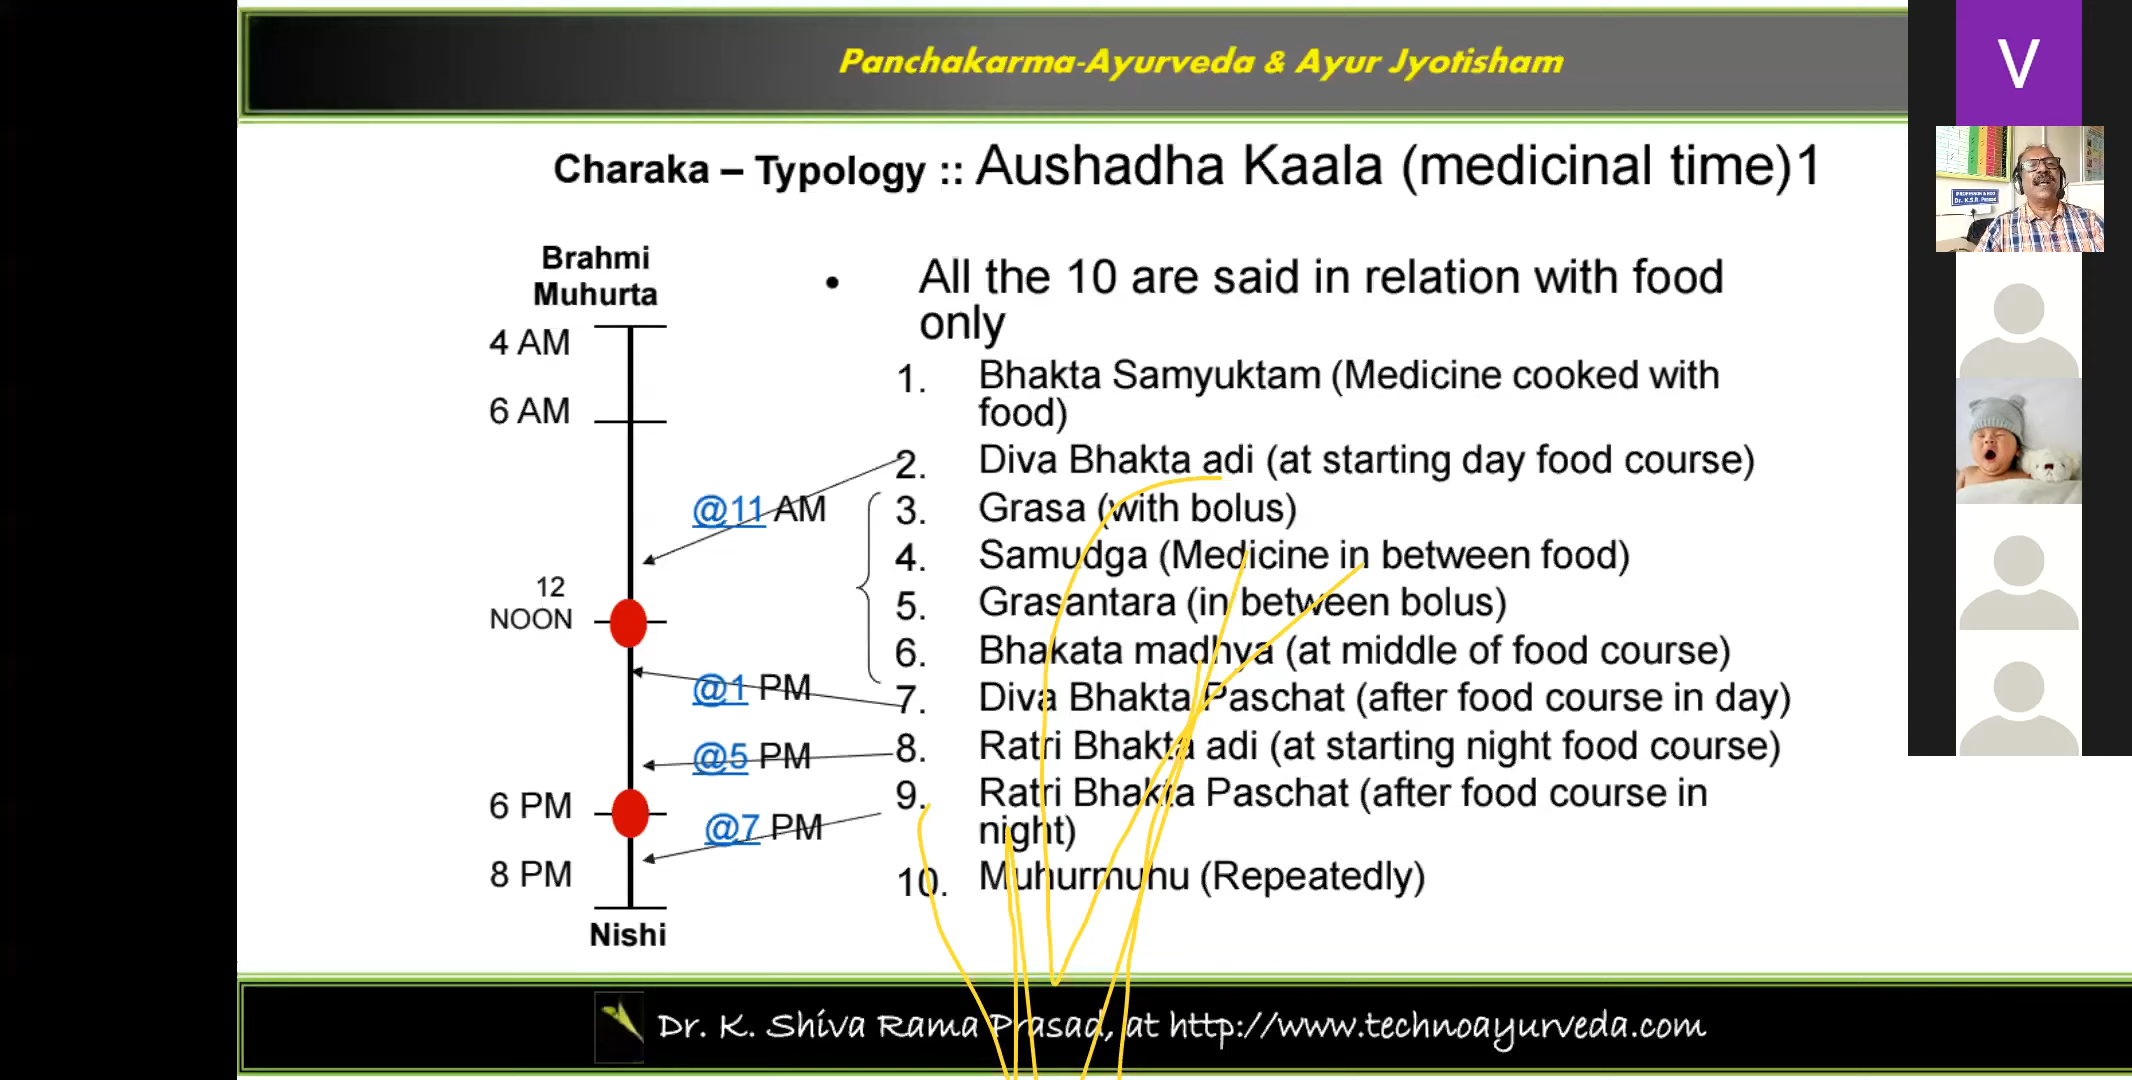 Panchakarma-Ayurveda & Ayur Jyotisham
V
PROFESSOR & HOD
Dr. K.S.R. Prasad
Charaka – Typology :: Aushadha Kaala (medicinal time)1
Brahmi
Muhurta
4 AM
6 AM
@11 AM
12
NOON
@1 PM
@5 PM
6 PM
@7 PM
8 PM
Nishi
• All the 10 are said in relation with food
only
1. Bhakta Samyuktam (Medicine cooked with
food)
2. Diva Bhakta adi (at starting day food course)
3. Grasa (with bolus)
4. Samudga (Medicine in between food)
5. Grasantara (in between bolus)
6. Bhakata madhya (at middle of food course)
7. Diva Bhakta Paschat (after food course in day)
8. Ratri Bhakta adi (at starting night food course)
9. Ratri Bhakta Paschat (after food course in
night)
10. Muhurmuhu (Repeatedly)
Dr. K. Shiva Rama Prasad, at http://www.technoayurveda.com